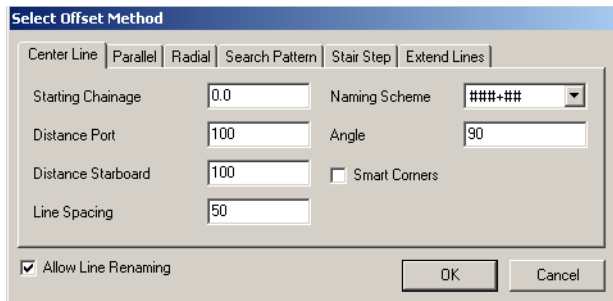 Select Offset Method
Center Line Parallel Radial Search Pattern Stair Step Extend Lines
Starting Chainage 0.0 Naming Scheme ###+##
Distance Port 100 Angle 90
Distance Starboard 100 Smart Corners
Line Spacing 50
Allow Line Renaming OK Cancel